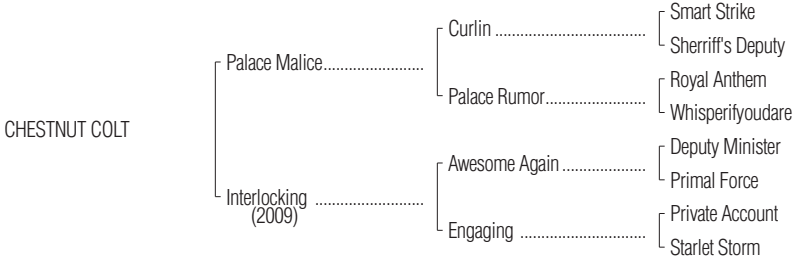 Smart Strike
Curlin ......................................
Sherriff's Deputy
Palace Malice.........................
Royal Anthem
Palace Rumor.........................
Whisperifyoudare
CHESTNUT COLT
Deputy Minister
Awesome Again .....................
Primal Force
Interlocking ...........................
(2009)
Private Account
Engaging ................................
Starlet Storm